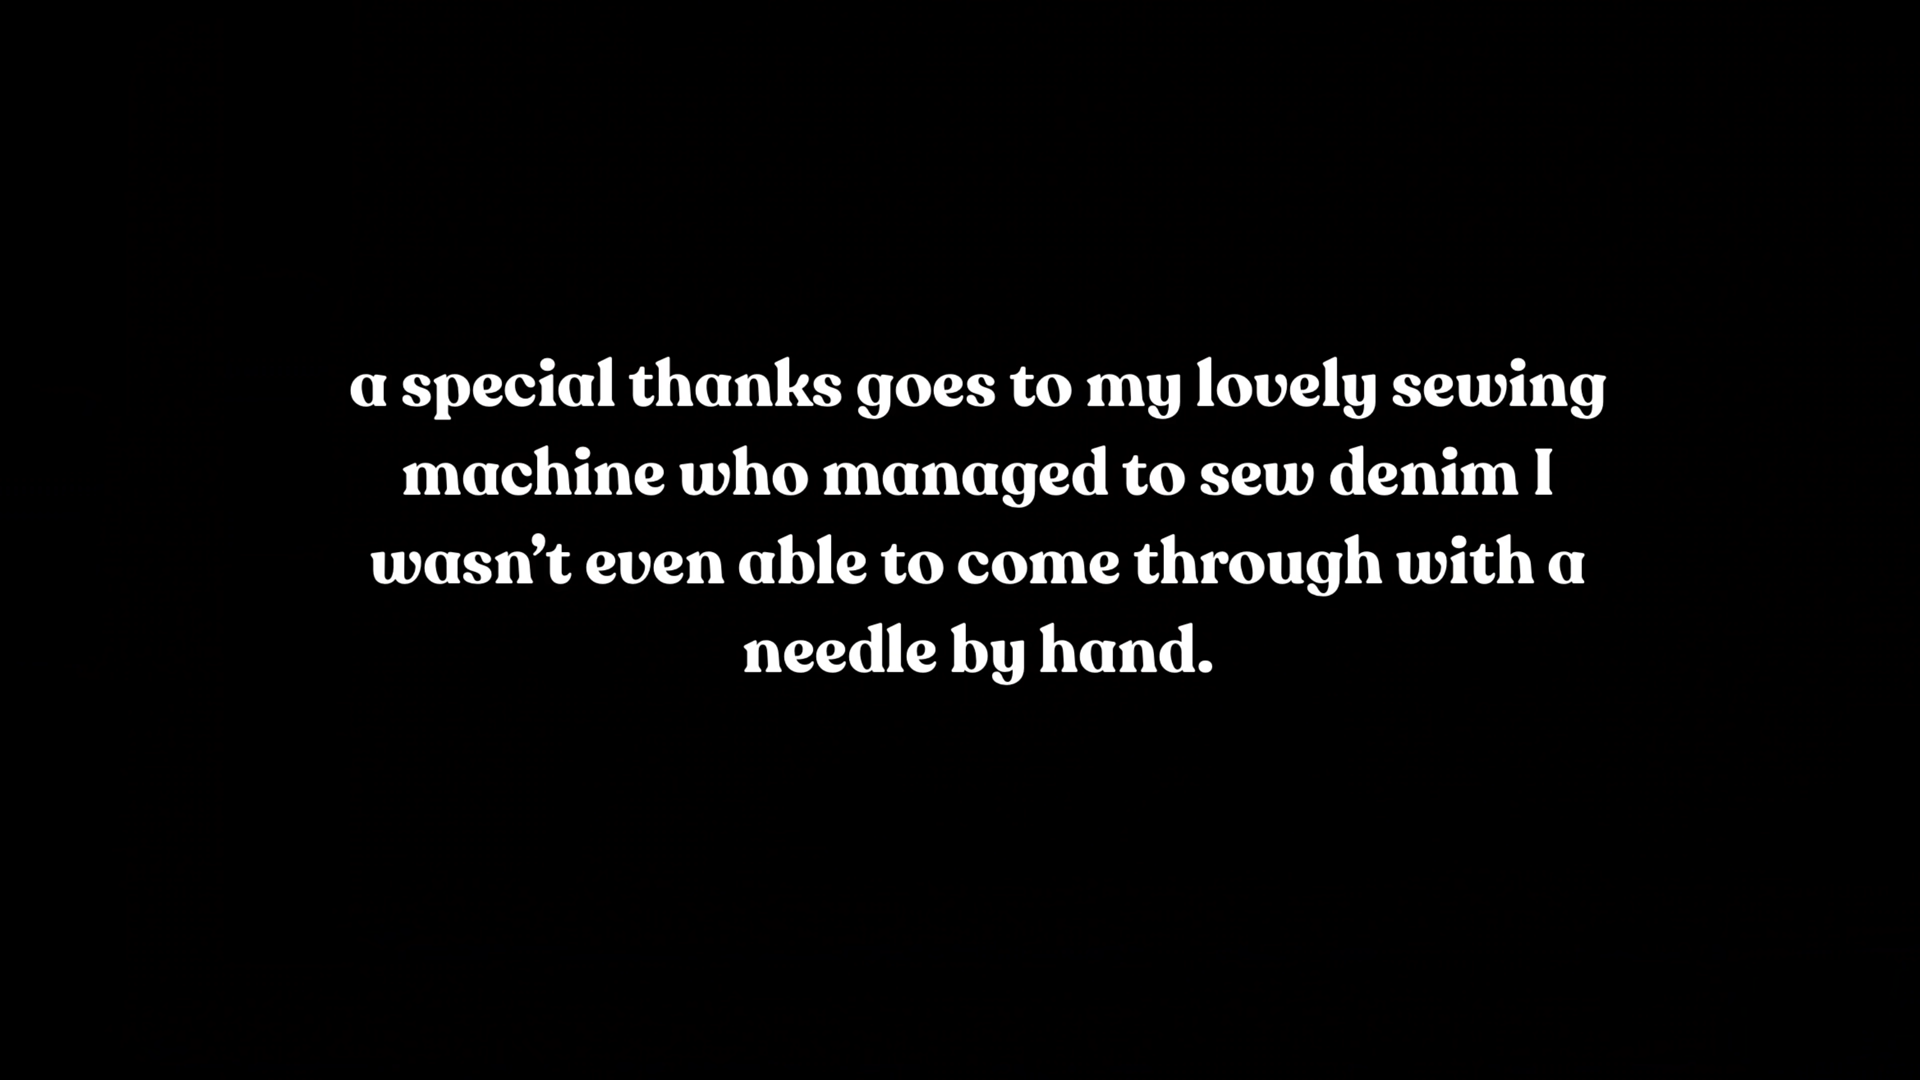 a special thanks goes to my lovely sewing
machine who managed to sew denim I
wasn’t even able to come through with a
needle by hand.